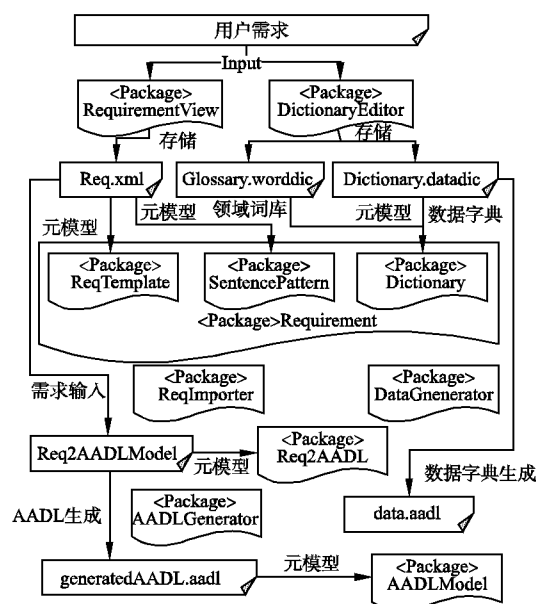 用户需求
Input
<Package>
RequirementView
<Package>
DictionaryEditor
存储
存储
Req.xml
Glossary.worddic
Dictionary.datadic
元模型
元模型
领域词库
元模型
数据字典
<Package>
ReqTemplate
<Package>
SentencePattern
<Package>
Dictionary
<Package>Requirement
需求输入
<Package>
ReqImporter
<Package>
DataGnenerator
Req2AADLModel
元模型
<Package>
Req2AADL
数据字典生成
AADL生成
<Package>
AADLGenerator
data.aadl
generatedAADL.aadl
元模型
<Package>
AADLModel